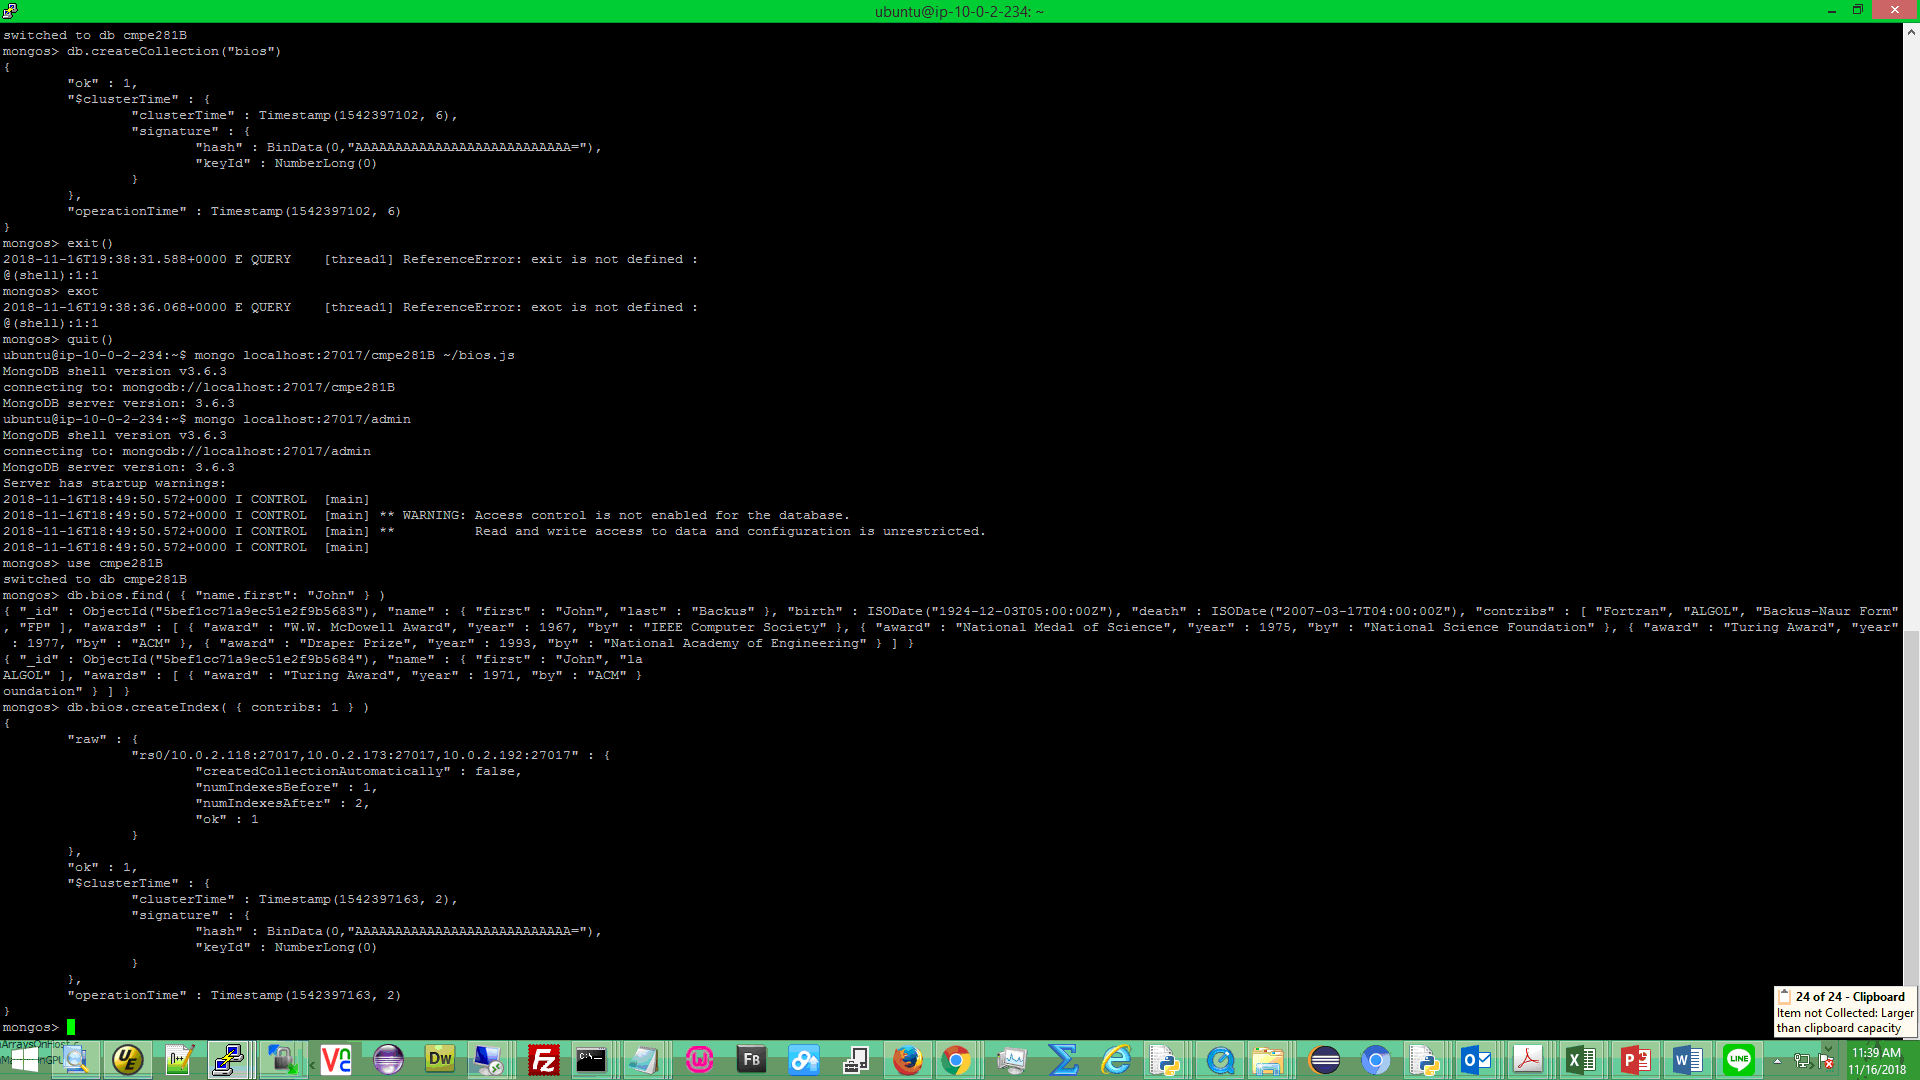 ubuntu@ip-10-0-2-234: ~
switched to db cmpe281B
mongos> db.createCollection("bios")
{
        "ok" : 1,
        "$clusterTime" : {
                "clusterTime" : Timestamp(1542397102, 6),
                "signature" : {
                        "hash" : BinData(0,"AAAAAAAAAAAAAAAAAAAAAAAAAAA="),
                        "keyId" : NumberLong(0)
                }
        },
        "operationTime" : Timestamp(1542397102, 6)
}
mongos> exit()
2018-11-16T19:38:31.588+0000 E QUERY    [thread1] ReferenceError: exit is not defined :
@(shell):1:1
mongos> exot
2018-11-16T19:38:36.068+0000 E QUERY    [thread1] ReferenceError: exot is not defined :
@(shell):1:1
mongos> quit()
ubuntu@ip-10-0-2-234:~$ mongo localhost:27017/cmpe281B ~/bios.js
MongoDB shell version v3.6.3
connecting to: mongodb://localhost:27017/cmpe281B
MongoDB server version: 3.6.3
ubuntu@ip-10-0-2-234:~$ mongo localhost:27017/admin
MongoDB shell version v3.6.3
connecting to: mongodb://localhost:27017/admin
MongoDB server version: 3.6.3
Server has startup warnings:
2018-11-16T18:49:50.572+0000 I CONTROL  [main]
2018-11-16T18:49:50.572+0000 I CONTROL  [main] ** WARNING: Access control is not enabled for the database.
2018-11-16T18:49:50.572+0000 I CONTROL  [main] **          Read and write access to data and configuration is unrestricted.
2018-11-16T18:49:50.572+0000 I CONTROL  [main]
mongos> use cmpe281B
switched to db cmpe281B
mongos> db.bios.find( { "name.first": "John" } )
{ "_id" : ObjectId("5bef1cc71a9ec51e2f9b5683"), "name" : { "first" : "John", "last" : "Backus" }, "birth" : ISODate("1924-12-03T05:00:00Z"), "death" : ISODate("2007-03-17T04:00:00Z"), "contribs" : [ "Fortran", "ALGOL", "Backus-Naur Form"
, "FP" ], "awards" : [ { "award" : "W.W. McDowell Award", "year" : 1967, "by" : "IEEE Computer Society" }, { "award" : "National Medal of Science", "year" : 1975, "by" : "National Science Foundation" }, { "award" : "Turing Award", "year"
 : 1977, "by" : "ACM" }, { "award" : "Draper Prize", "year" : 1993, "by" : "National Academy of Engineering" } ] }
{ "_id" : ObjectId("5bef1cc71a9ec51e2f9b5684"), "name" : { "first" : "John", "la
ALGOL" ], "awards" : [ { "award" : "Turing Award", "year" : 1971, "by" : "ACM" }
oundation" } ] }
mongos> db.bios.createIndex( { contribs: 1 } )
{
        "raw" : {
                "rs0/10.0.2.118:27017,10.0.2.173:27017,10.0.2.192:27017" : {
                        "createdCollectionAutomatically" : false,
                        "numIndexesBefore" : 1,
                        "numIndexesAfter" : 2,
                        "ok" : 1
                }
        },
        "ok" : 1,
        "$clusterTime" : {
                "clusterTime" : Timestamp(1542397163, 2),
                "signature" : {
                        "hash" : BinData(0,"AAAAAAAAAAAAAAAAAAAAAAAAAAA="),
                        "keyId" : NumberLong(0)
                }
        },
        "operationTime" : Timestamp(1542397163, 2)
}
mongos>
24 of 24 - Clipboard
Item not Collected: Larger
than clipboard capacity
UE
Dw
Fz
FB
LINE
11:39 AM
11/16/2018